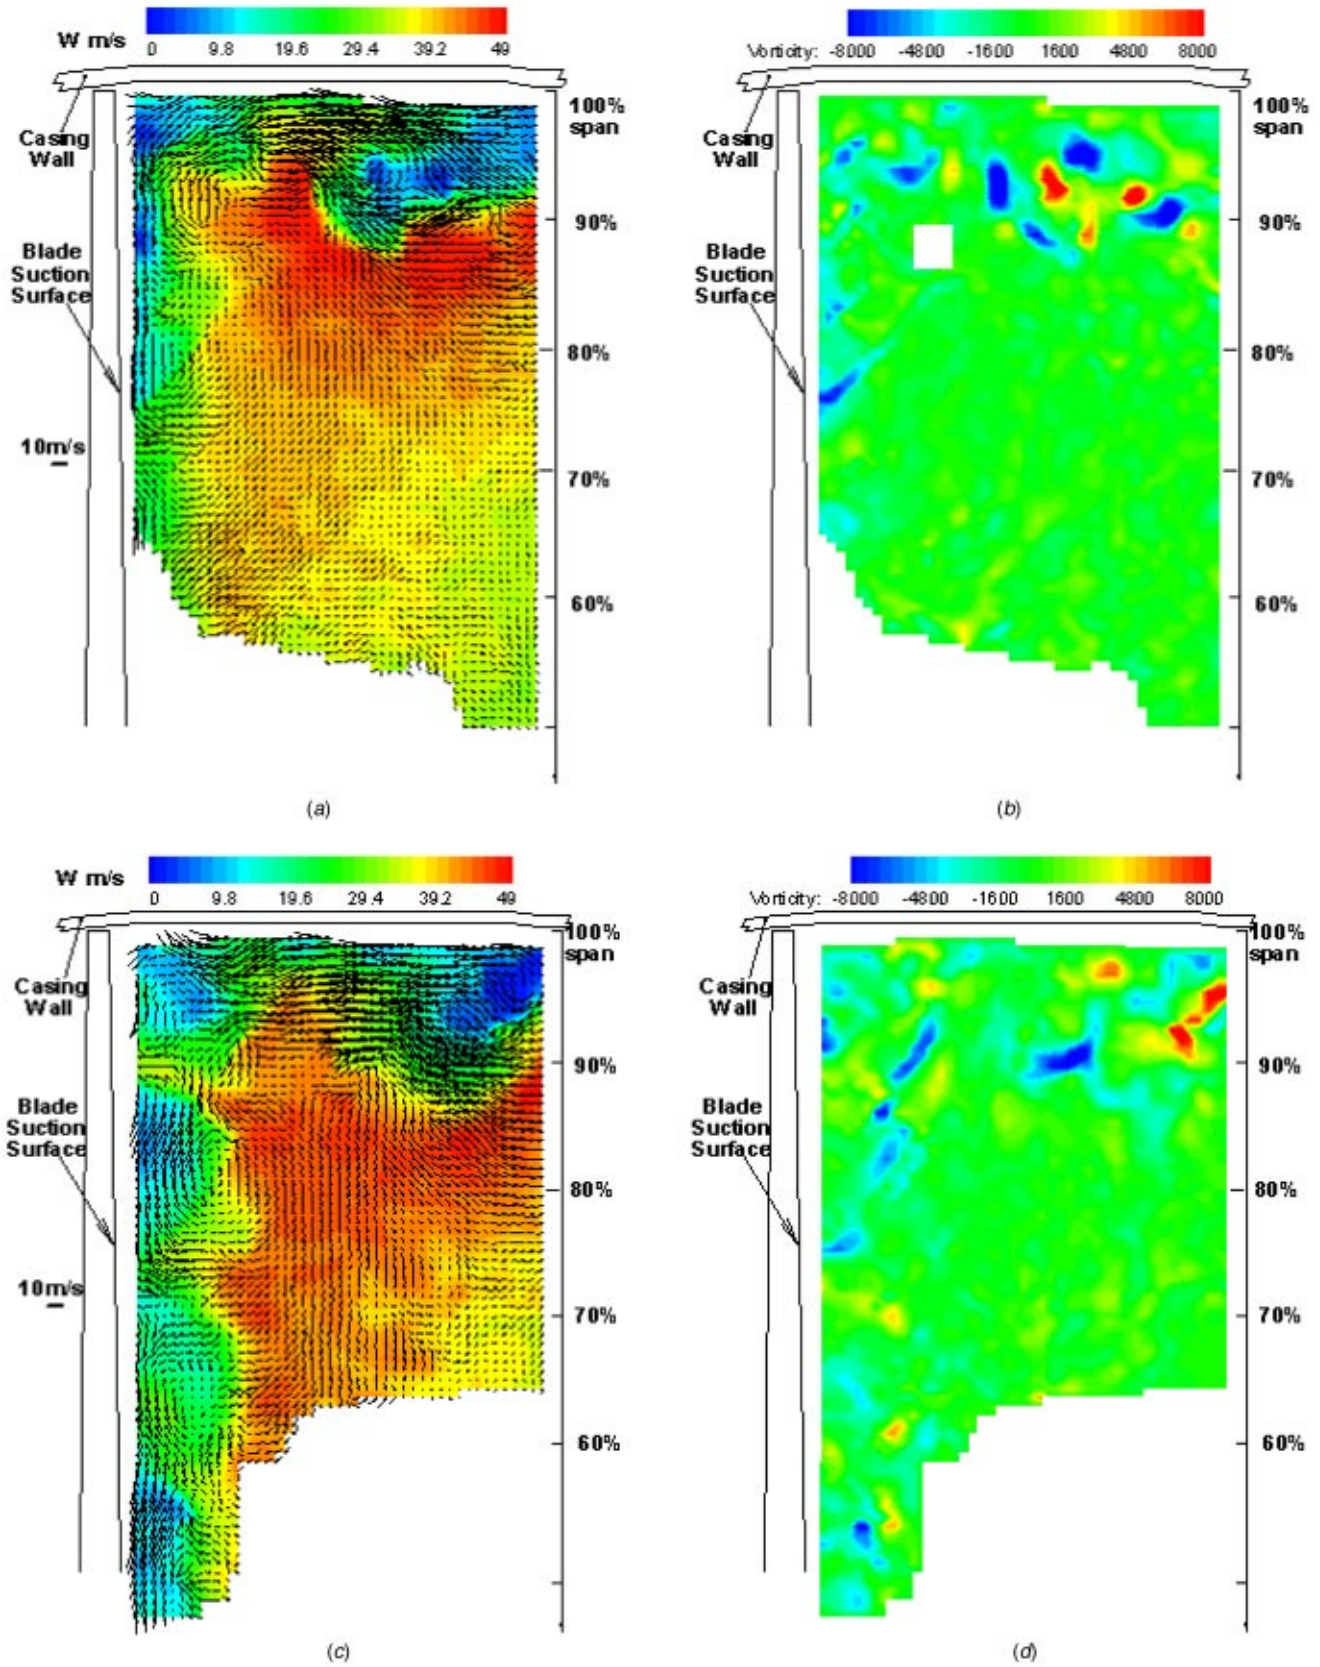 W m/s
0 9.8 19.6 29.4 39.2 49
100%
span
Casing
Wall
90%
Blade
Suction
Surface
80%
10m/s
70%
60%
(a)
Vorticity: -8000 -4800 -1600 1600 4800 8000
100%
span
Casing
Wall
90%
Blade
Suction
Surface
80%
70%
60%
(b)
W m/s
0 9.8 19.6 29.4 39.2 49
100%
span
Casing
Wall
90%
Blade
Suction
Surface
80%
10m/s
70%
60%
(c)
Vorticity: -8000 -4800 -1600 1600 4800 8000
100%
span
Casing
Wall
90%
Blade
Suction
Surface
80%
70%
60%
(d)